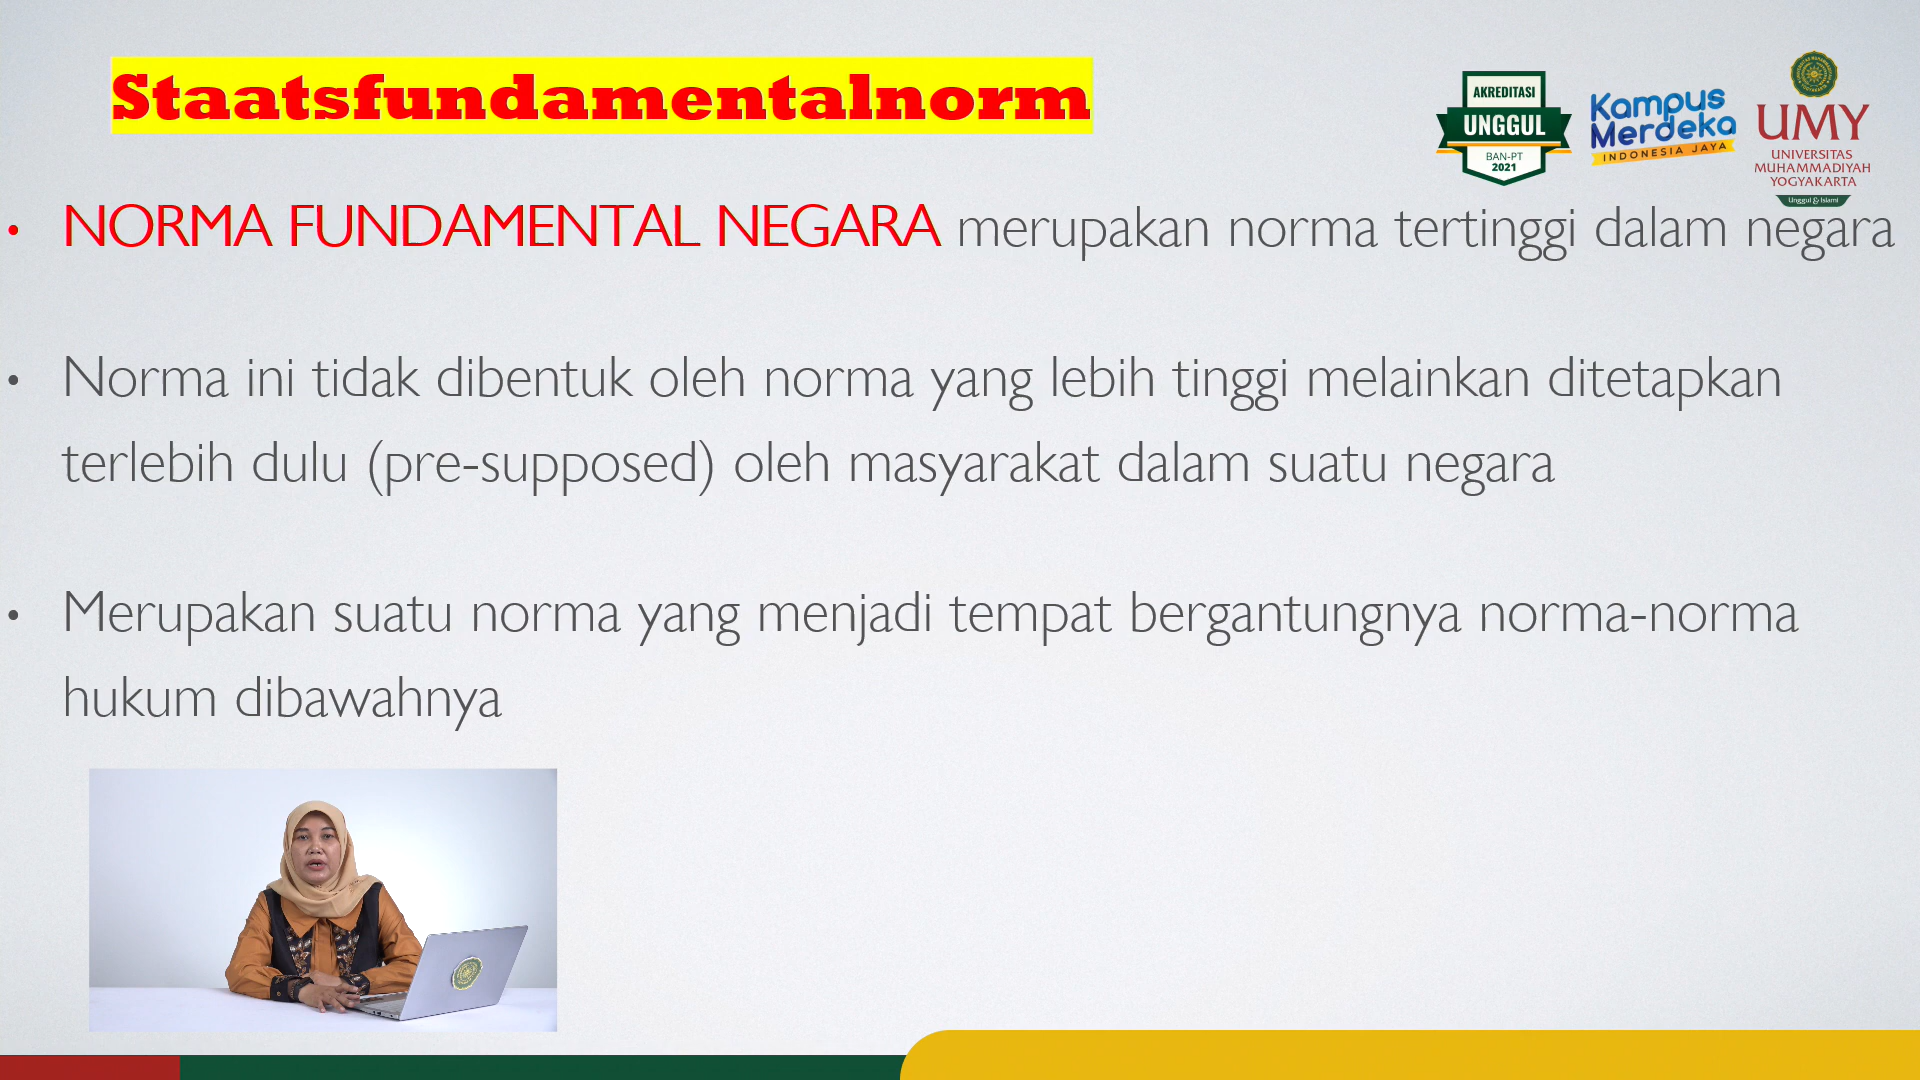 Staatsfundamentalnorm
AKREDITASI
UNGGUL
BAN-PT
2021
Kampus
Merdeka
INDONESIA JAYA
UMY
UNIVERSITAS
MUHAMMADIYAH
YOGYAKARTA
Unggul & Islami
• NORMA FUNDAMENTAL NEGARA merupakan norma tertinggi dalam negara
• Norma ini tidak dibentuk oleh norma yang lebih tinggi melainkan ditetapkan
terlebih dulu (pre-supposed) oleh masyarakat dalam suatu negara
• Merupakan suatu norma yang menjadi tempat bergantungnya norma-norma
hukum dibawahnya